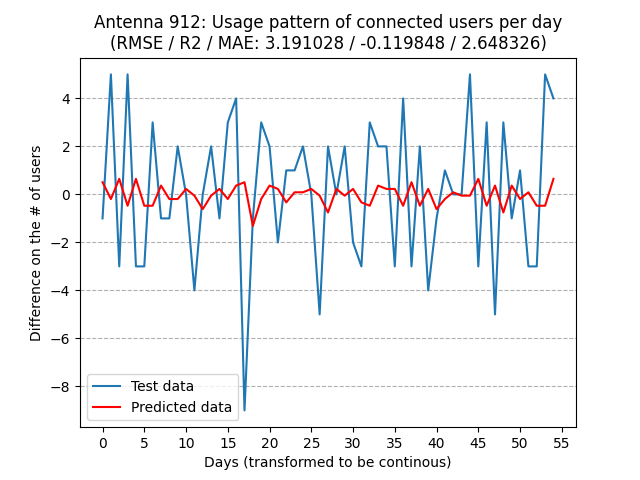 Antenna 912: Usage pattern of connected users per day
(RMSE / R2 / MAE: 3.191028 / -0.119848 / 2.648326)
Difference on the # of users
4
2
0
−2
−4
−6
−8
Test data
Predicted data
0 5 10 15 20 25 30 35 40 45 50 55
Days (transformed to be continous)